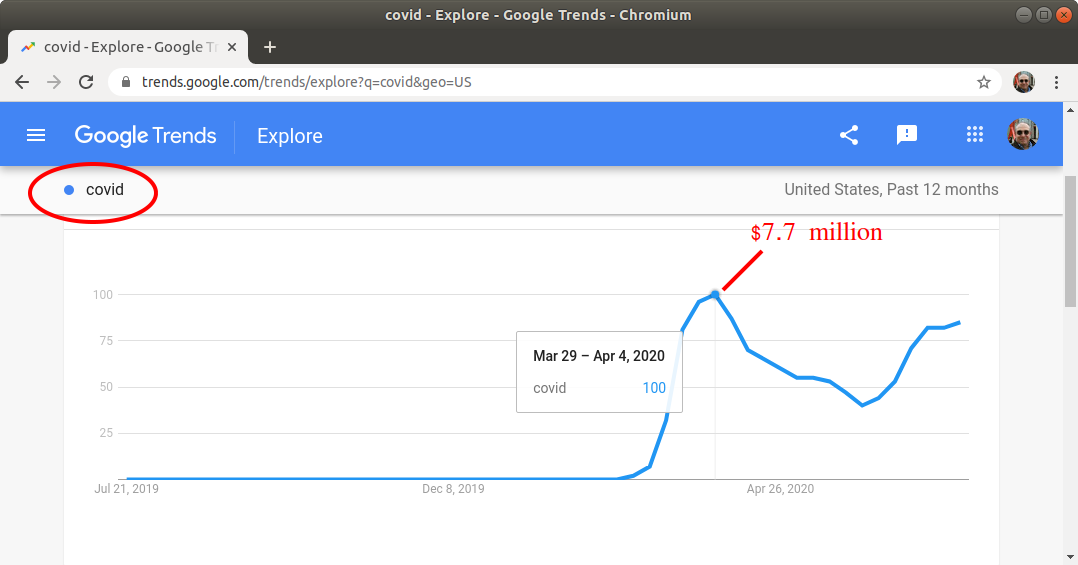 covid - Explore - Google Trends - Chromium
covid - Explore - Google Tr
trends.google.com/trends/explore?q=covid&geo=US
Google Trends Explore
covid
United States, Past 12 months
$7.7 million
100
75
50
25
Mar 29 – Apr 4, 2020
covid 100
Jul 21, 2019 Dec 8, 2019 Apr 26, 2020